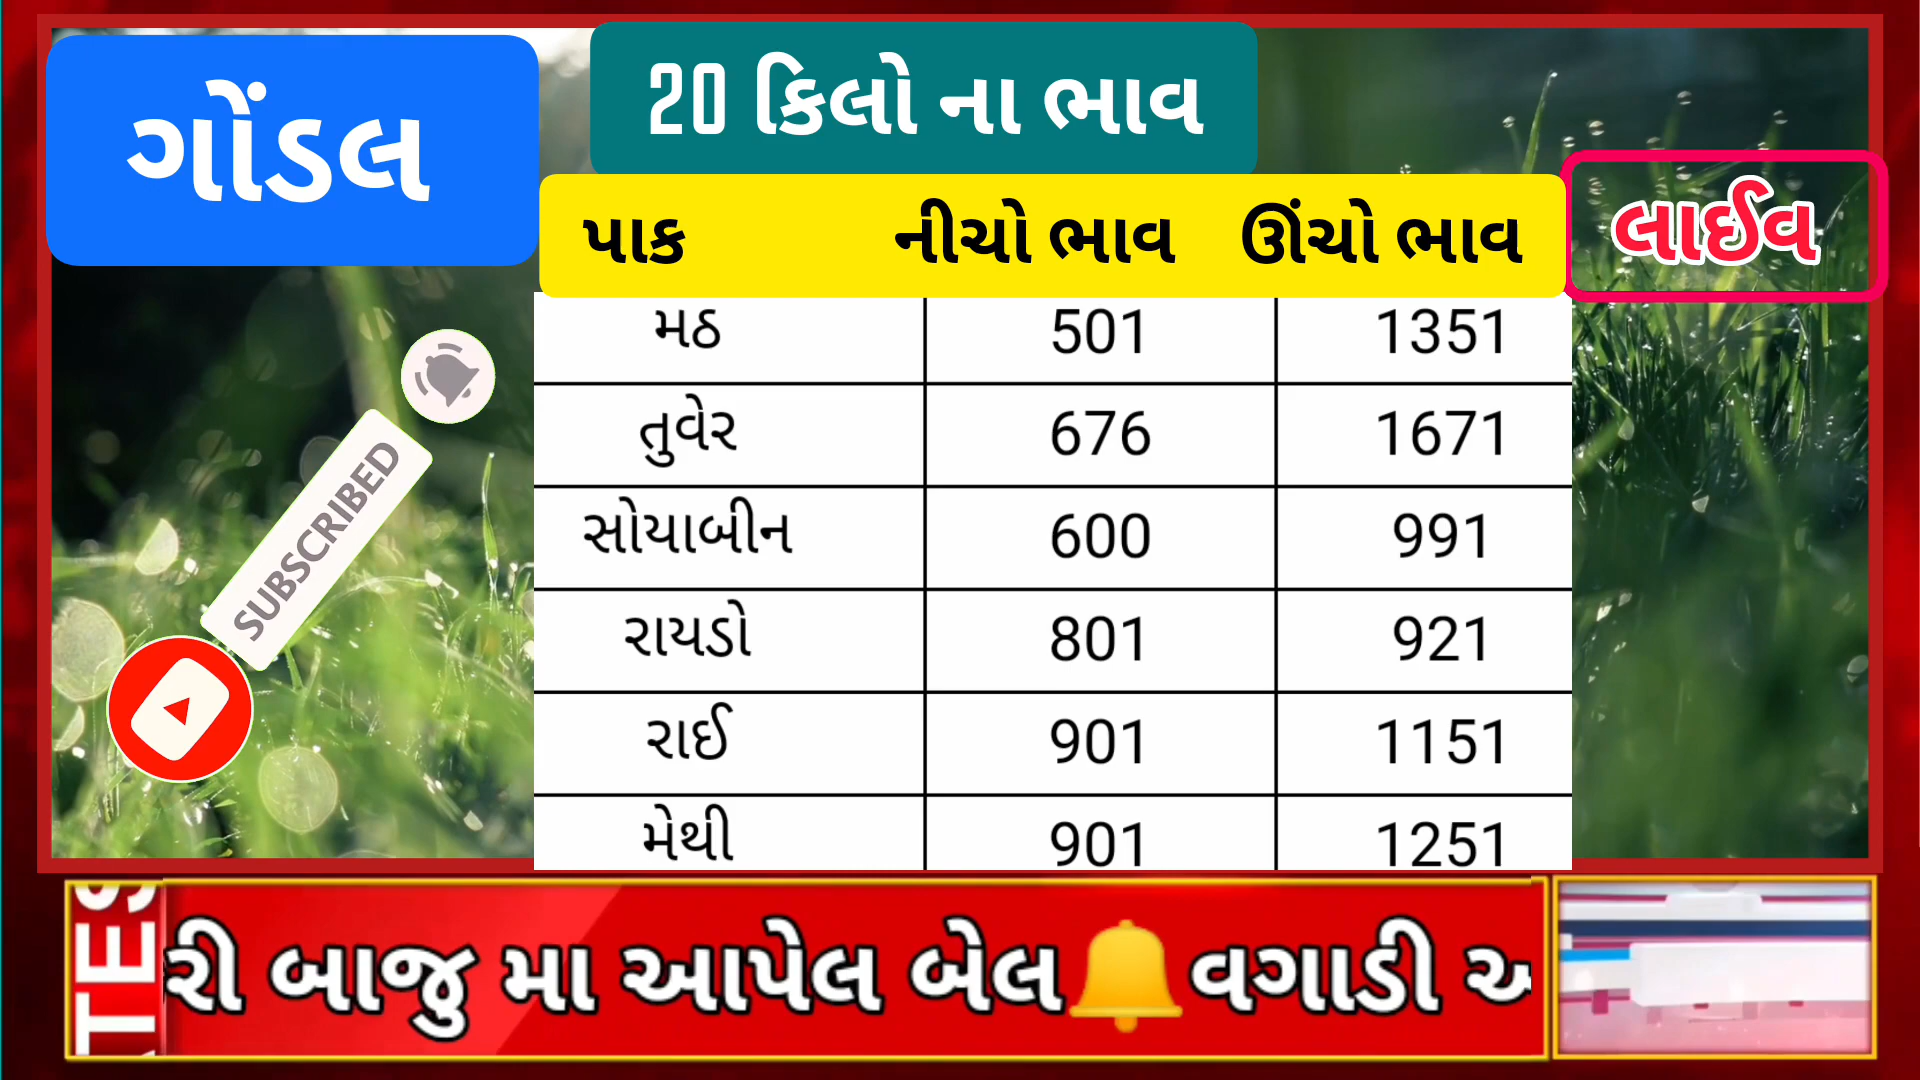 ગોંડલ
20 કિલો ના ભાવ
પાક નીચો ભાવ ઊંચો ભાવ
લાઈવ
મઠ 501 1351
તુવેર 676 1671
સોયાબીન 600 991
રાયડો 801 921
રાઈ 901 1151
મેથી 901 1251
SUBSCRIBED
રી બાજુ મા આપેલ બેલ🔔વગાડી